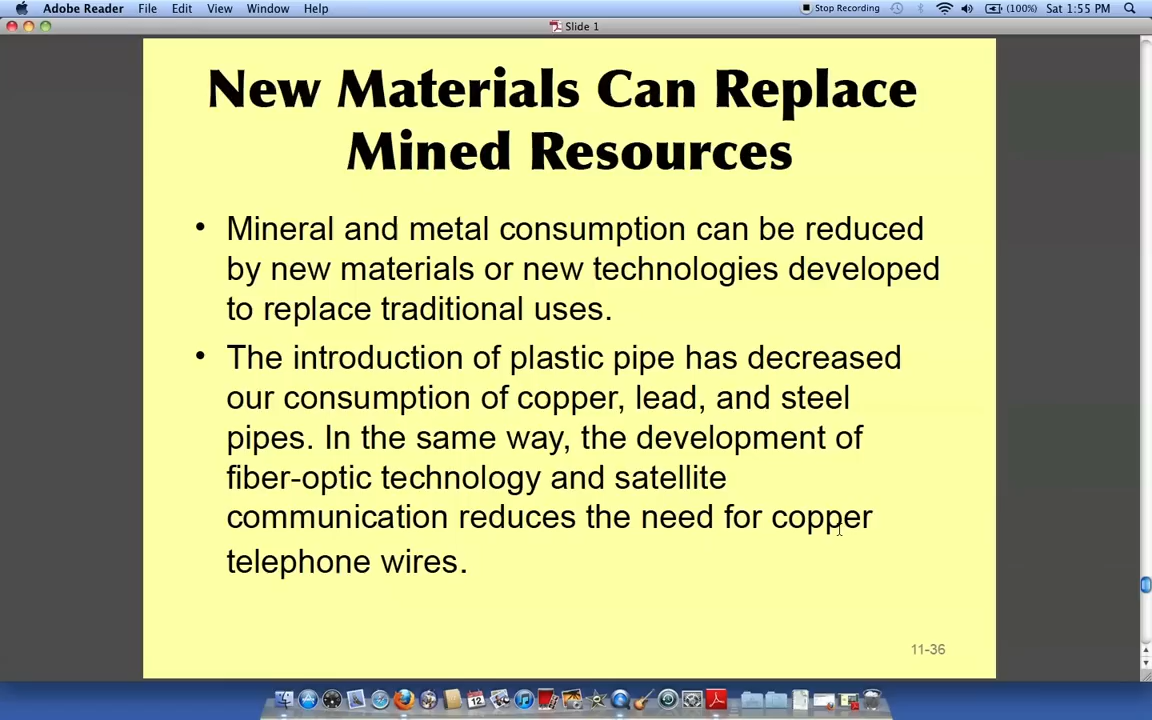 Adobe Reader File Edit View Window Help Stop Recording (100%) Sat 1:55 PM
Slide 1
New Materials Can Replace
Mined Resources
• Mineral and metal consumption can be reduced
by new materials or new technologies developed
to replace traditional uses.
• The introduction of plastic pipe has decreased
our consumption of copper, lead, and steel
pipes. In the same way, the development of
fiber-optic technology and satellite
communication reduces the need for copper
telephone wires.
11-36
12